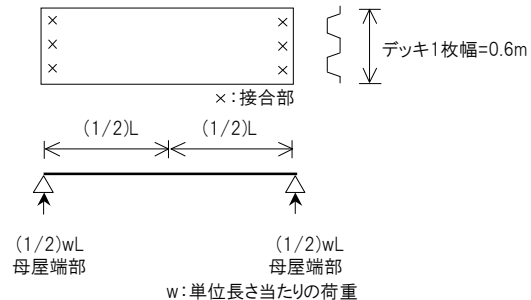 デッキ1枚幅=0.6m
×:接合部
(1/2)L (1/2)L
(1/2)wL (1/2)wL
母屋端部 母屋端部
w:単位長さ当たりの荷重